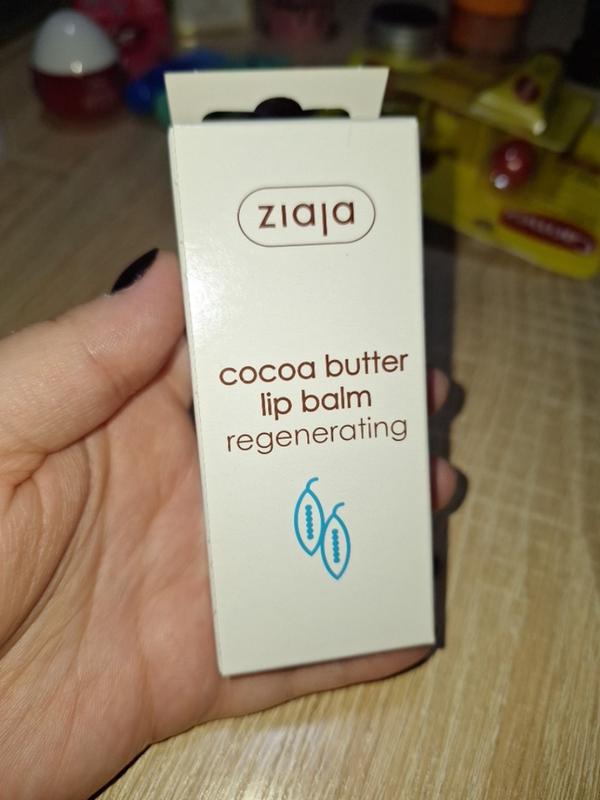 ziaja
cocoa butter
lip balm
regenerating